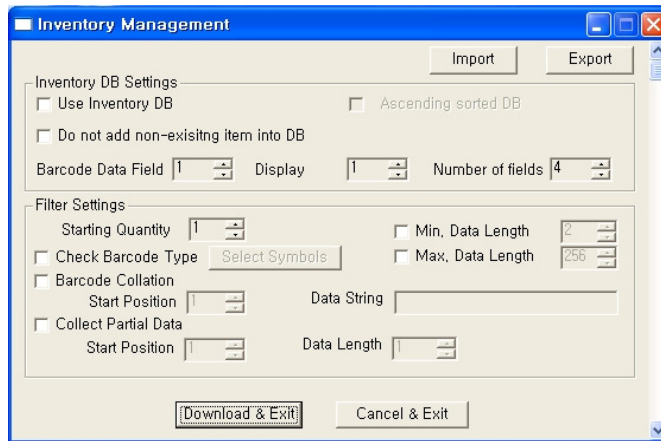 Inventory Management
Import Export
Inventory DB Settings
Use Inventory DB Ascending sorted DB
Do not add non-exisitng item into DB
Barcode Data Field 1 Display 1 Number of fields 4
Filter Settings
Starting Quantity 1 Min, Data Length 2
Check Barcode Type Select Symbols Max, Data Length 256
Barcode Collation
Start Position 1 Data String
Collect Partial Data
Start Position 1 Data Length 1
Download & Exit Cancel & Exit